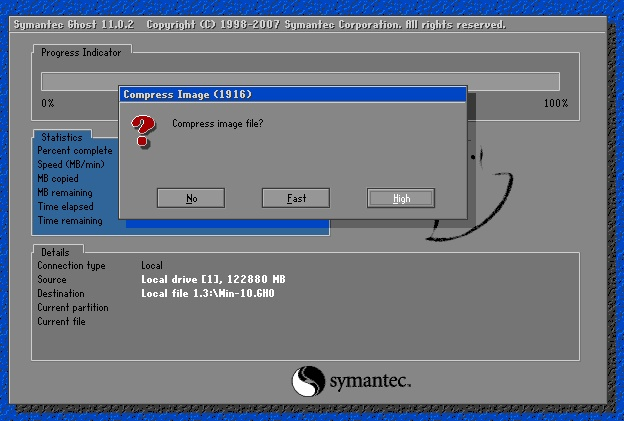 Symantec Ghost 11.0.2 Copyright (C) 1998-2007 Symantec Corporation. All rights reserved.
Progress Indicator
0%
100%
Compress Image (1916)
Compress image file?
No
Fast
High
Statistics
Percent complete
Speed (MB/min)
MB copied
MB remaining
Time elapsed
Time remaining
Details
Connection type Local
Source Local drive [1], 122880 MB
Destination Local file 1.3:\Win-10.GHO
Current partition
Current file
symantec.